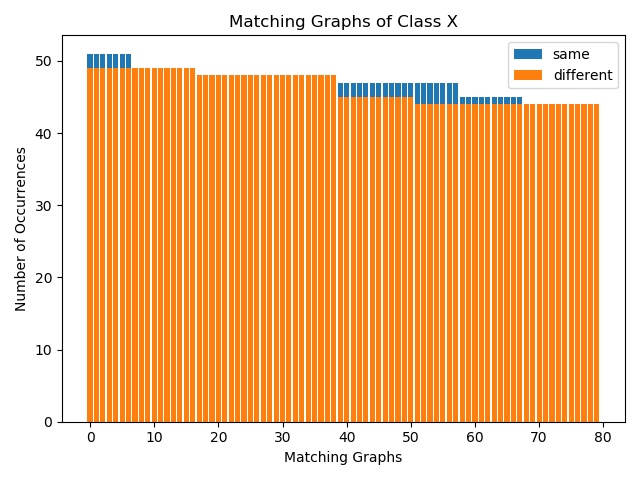 Matching Graphs of Class X
same
different
Number of Occurrences
50
40
30
20
10
0
0 10 20 30 40 50 60 70 80
Matching Graphs